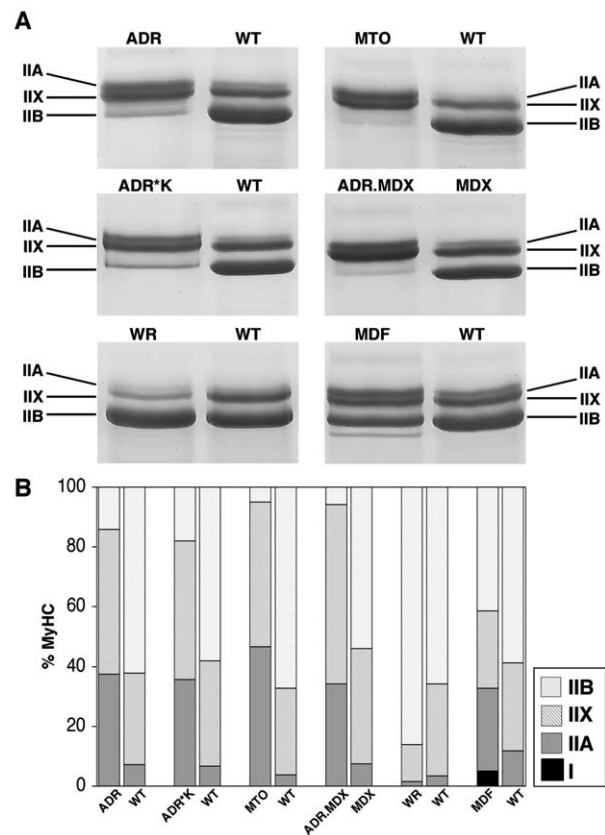 A
ADR WT MTO WT
IIA
IIX
IIB
IIA
IIX
IIB
ADR*K WT ADR.MDX MDX
IIA
IIX
IIB
IIA
IIX
IIB
WR WT MDF WT
IIA
IIX
IIB
IIA
IIX
IIB
B
% MyHC
100
80
60
40
20
0
ADR WT ADR*K WT MTO WT ADR.MDX MDX WR WT MDF WT
IIB
IIX
IIA
I